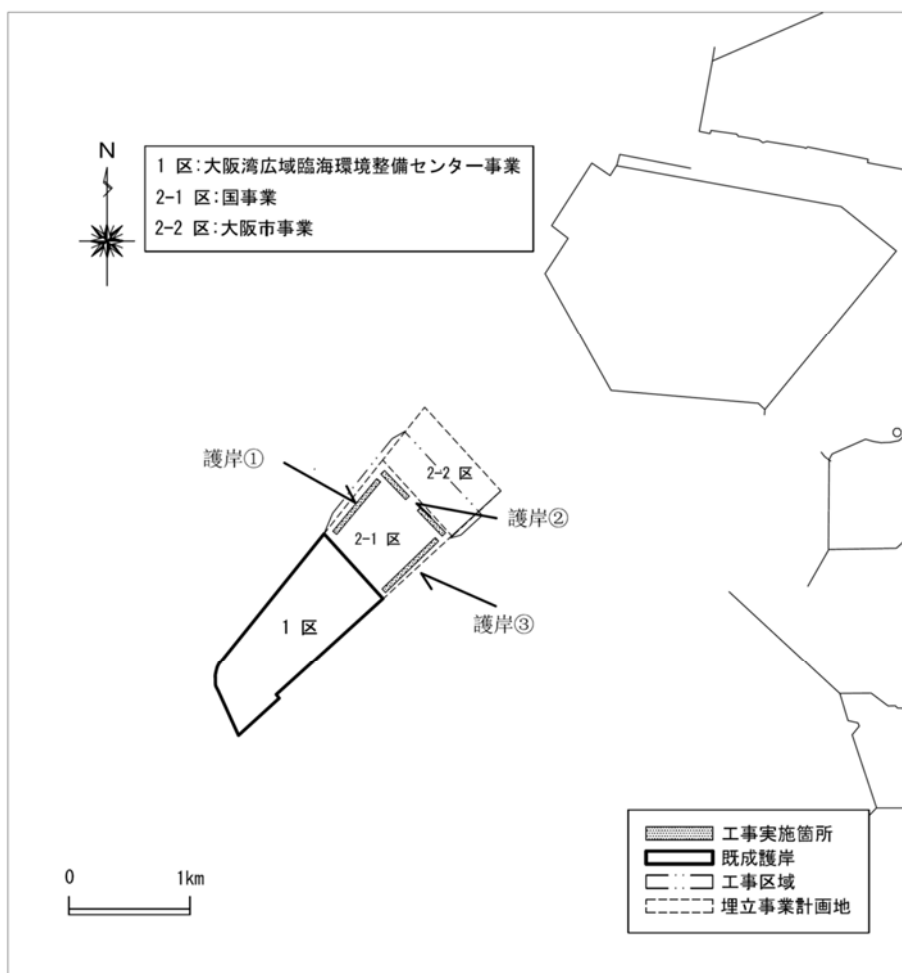 N
1 区:大阪湾広域臨海環境整備センター事業
2-1 区:国事業
2-2 区:大阪市事業
護岸①
2-2 区
護岸②
2-1 区
護岸③
1 区
工事実施箇所
既成護岸
工事区域
埋立事業計画地
0 1km